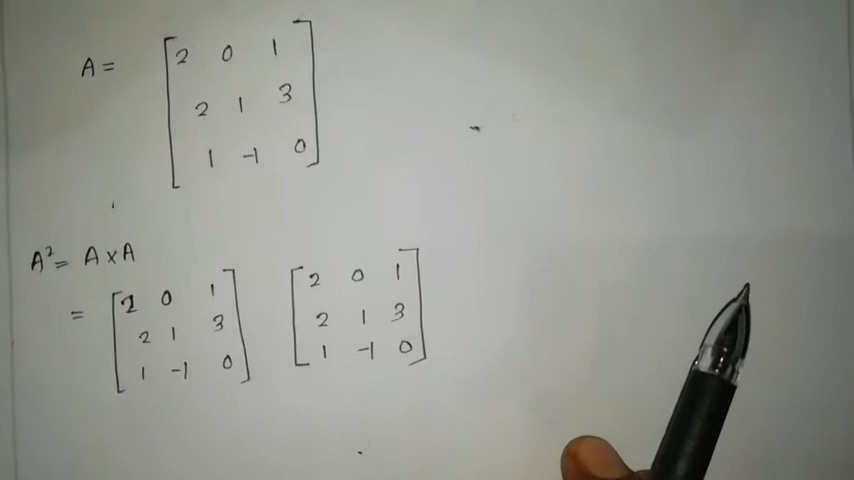 A = [ 2 0 1
2 1 3
1 -1 0 ]
A² = A × A
= [ 2 0 1 [ 2 0 1
2 1 3 2 1 3
1 -1 0 ] 1 -1 0 ]